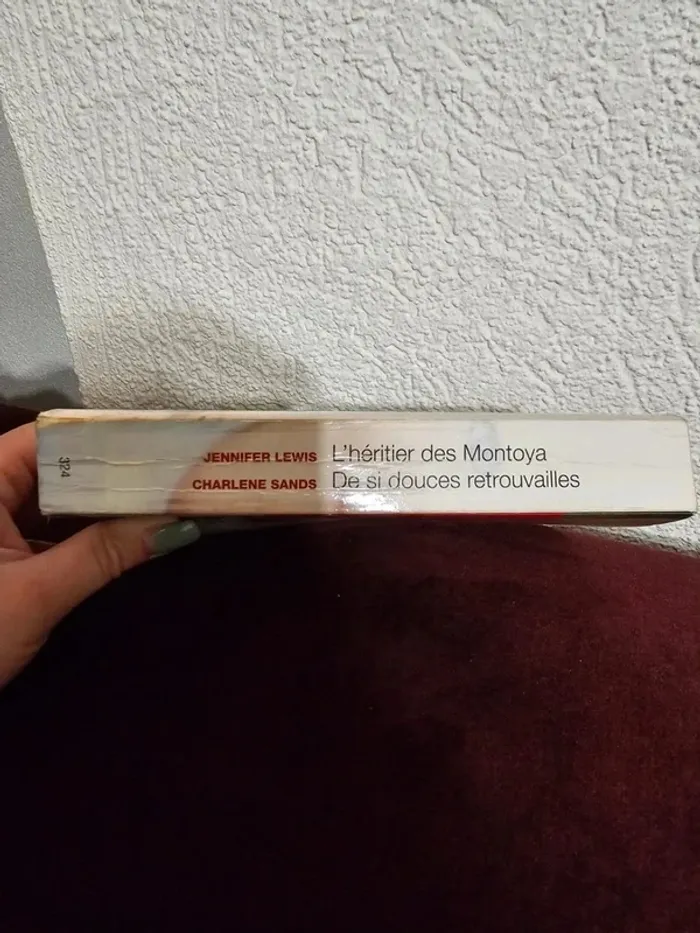 324
JENNIFER LEWIS L'héritier des Montoya
CHARLENE SANDS De si douces retrouvailles